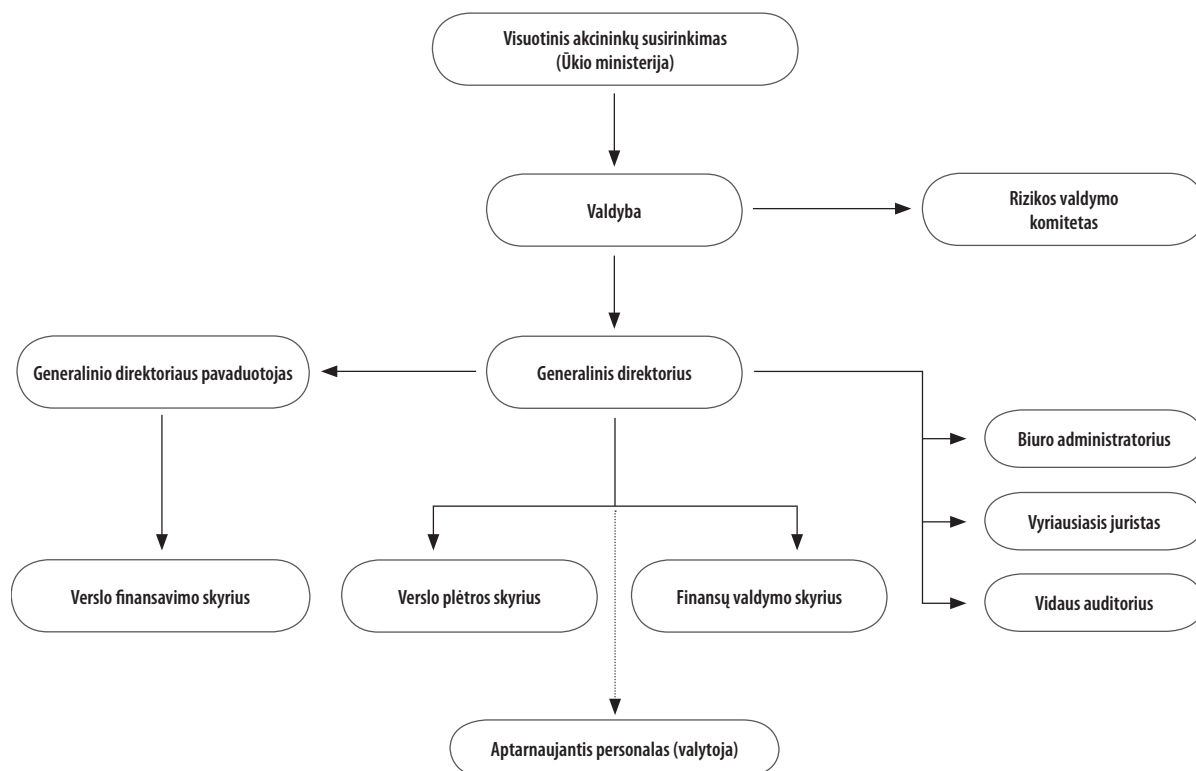 Visuotinis akcininkų susirinkimas
(Ūkio ministerija)
Valdyba
Rizikos valdymo
komitetas
Generalinio direktoriaus pavaduotojas
Generalinis direktorius
Biuro administratorius
Vyriausiasis juristas
Verslo finansavimo skyrius
Verslo plėtros skyrius
Finansų valdymo skyrius
Vidaus auditorius
Aptarnaujantis personalas (valytoja)